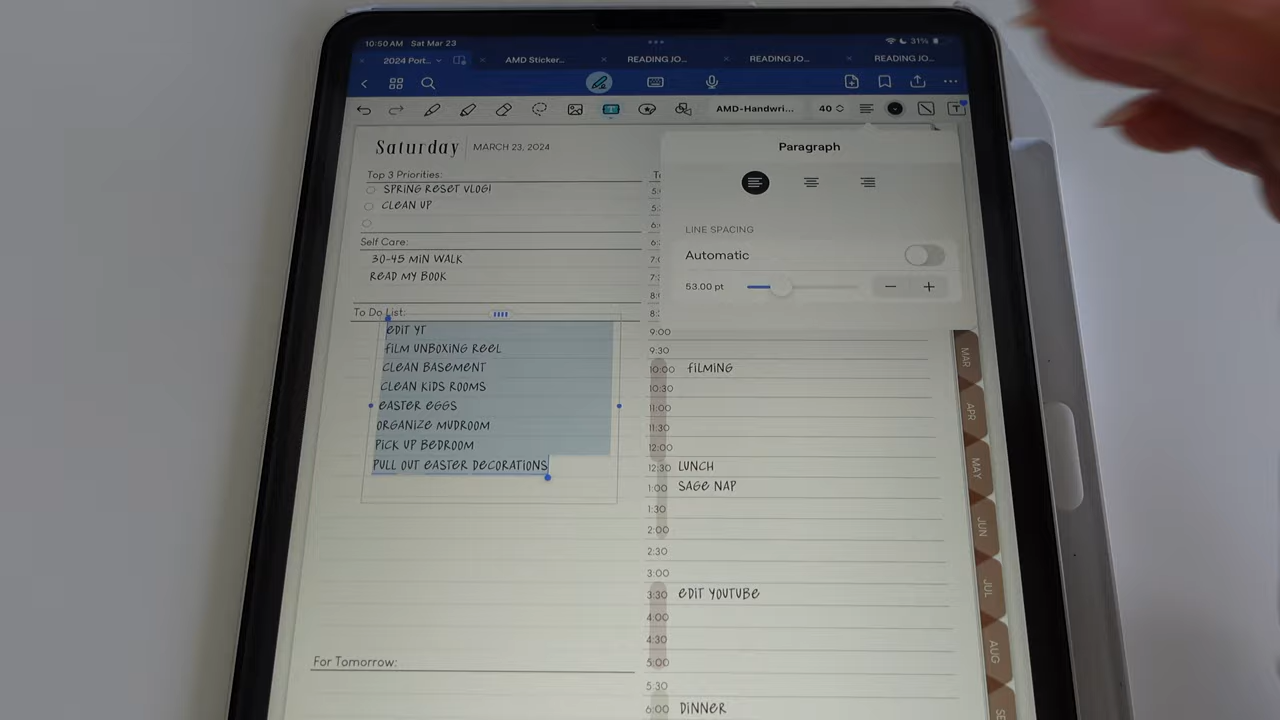 10:50 AM Sat Mar 23
31%
2024 Port...
AMD Sticker...
READING JO...
READING JO...
READING JO...
AMD-Handwri...
40
Saturday
MARCH 23, 2024
Paragraph
LINE SPACING
Automatic
53.00 pt
Top 3 Priorities:
SPRING RESET VLOG!
CLEAN UP
Self Care:
30-45 MIN WALK
READ MY BOOK
To Do List:
EDIT YT
FILM UNBOXING REEL
CLEAN BASEMENT
CLEAN KIDS ROOMS
EASTER EGGS
ORGANIZE MUDROOM
PICK UP BEDROOM
PULL OUT EASTER DECORATIONS
For Tomorrow:
9:00
9:30
10:00 FILMING
10:30
11:00
11:30
12:00
12:30 LUNCH
1:00 SAGE NAP
1:30
2:00
2:30
3:00
3:30 EDIT YOUTUBE
4:00
4:30
5:00
5:30
6:00 DINNER
MAR
APR
MAY
JUN
JUL
AUG